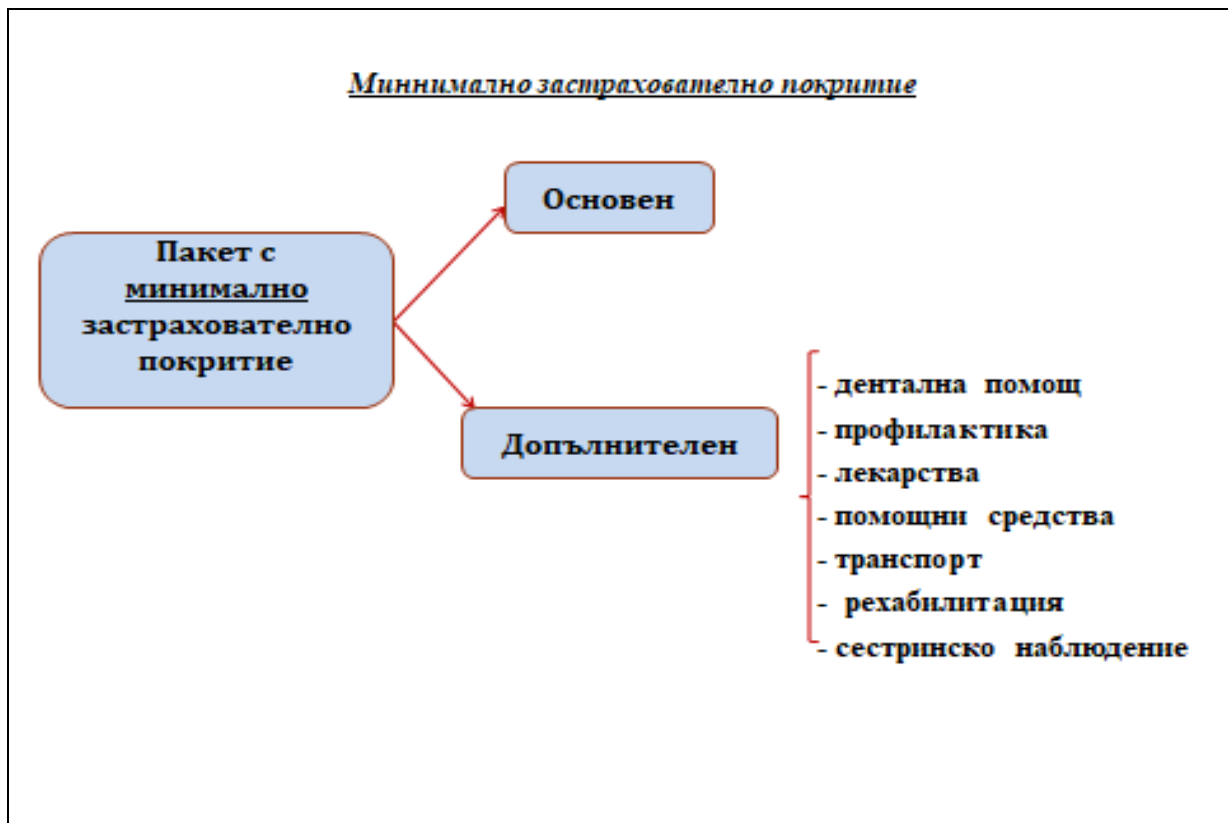 Миннимално застрахователно покритие
Основен
Пакет с
минимално
застрахователно
покритие
Допълнителен
- дентална помощ
- профилактика
- лекарства
- помощни средства
- транспорт
- рехабилитация
- сестринско наблюдение